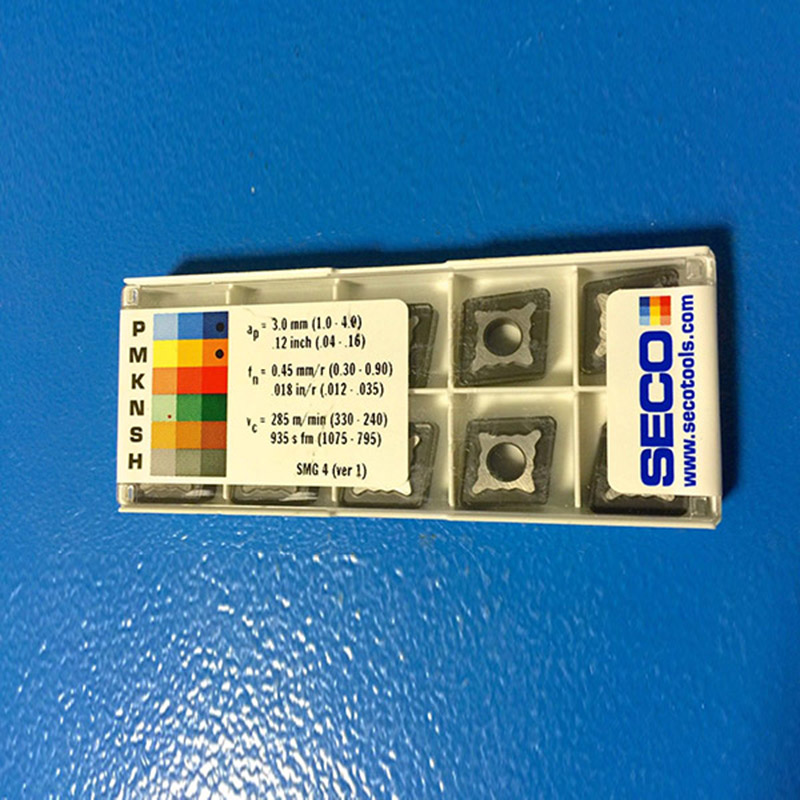 P
M
K
N
S
H
ap = 3.0 mm (1.0 - 4.0)
.12 inch (.04 - .16)
fn = 0.45 mm/r (0.30 - 0.90)
.018 in/r (.012 - .035)
vc = 285 m/min (330 - 240)
935 s fm (1075 - 795)
SMG 4 (ver 1)
SECO
www.secotools.com